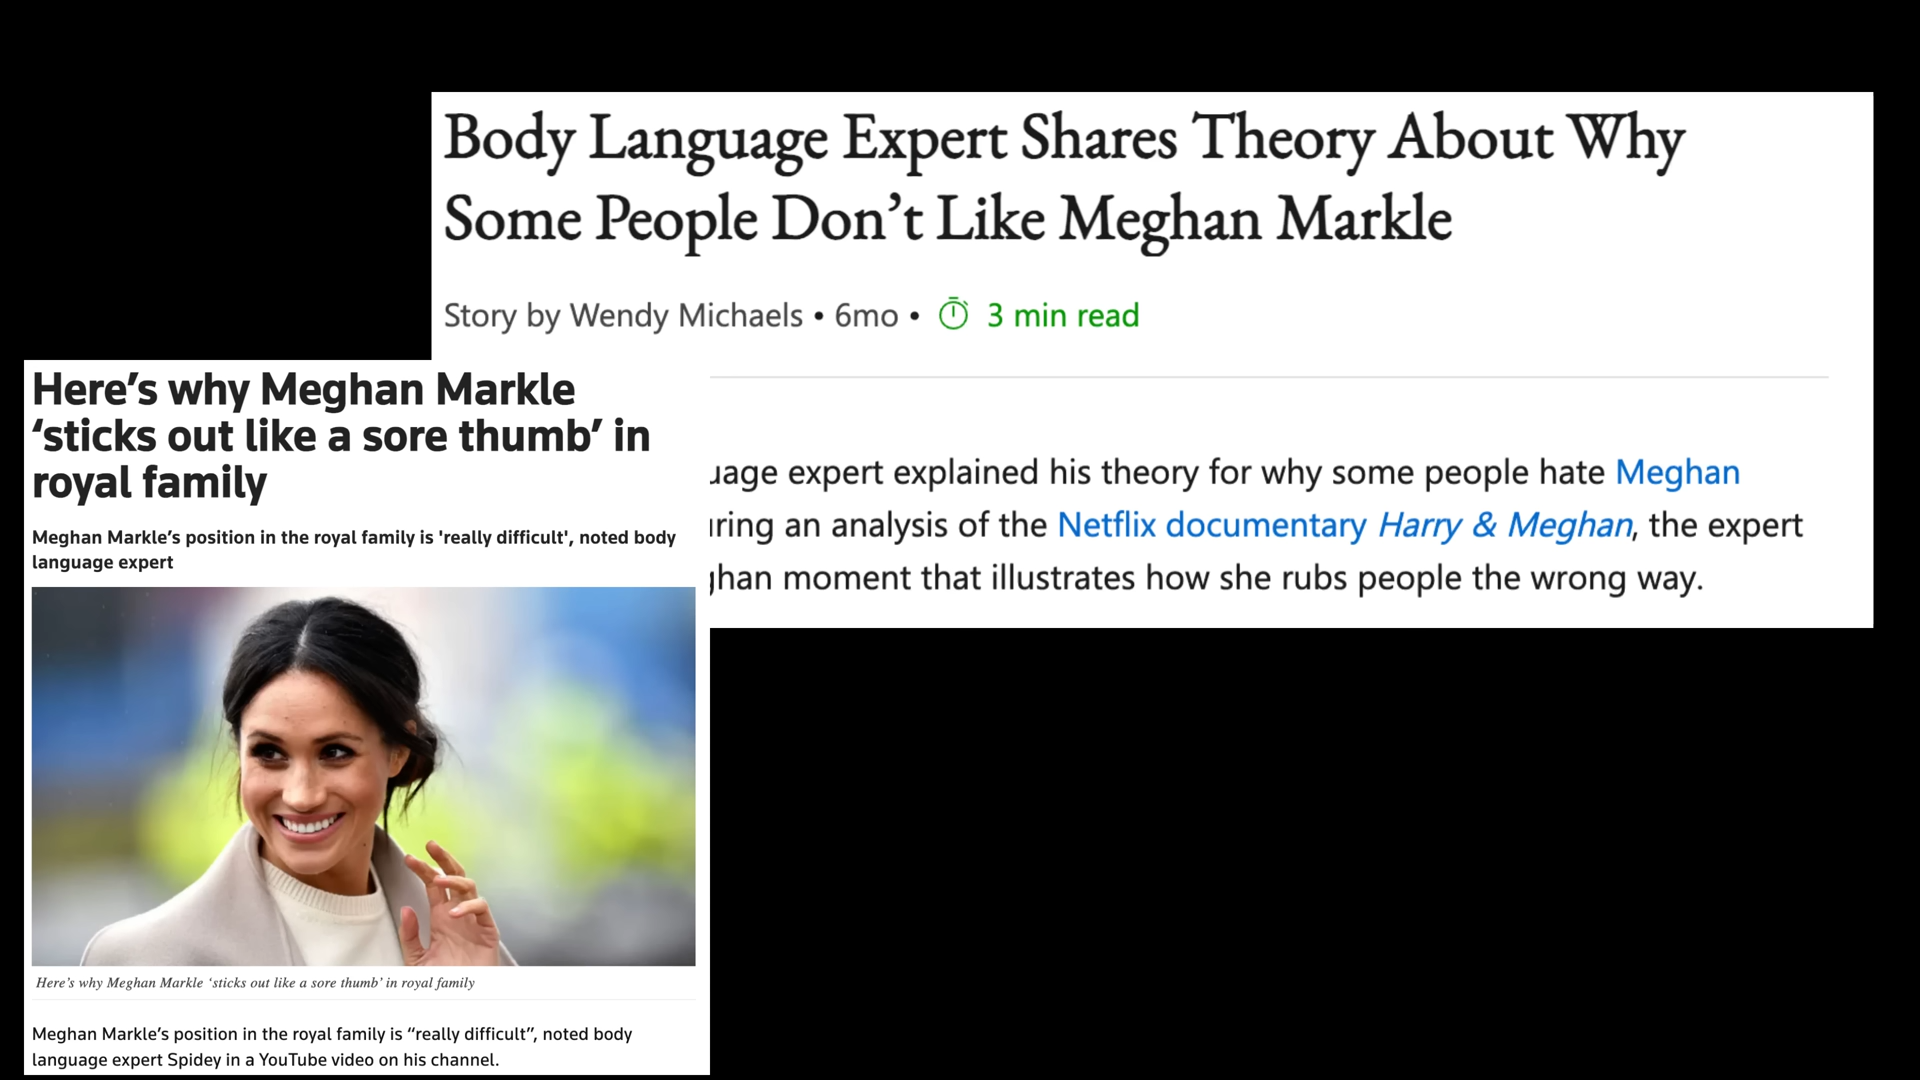 Body Language Expert Shares Theory About Why
Some People Don’t Like Meghan Markle
Story by Wendy Michaels • 6mo • 3 min read
expert explained his theory for why some people hate Meghan
an analysis of the Netflix documentary Harry & Meghan, the expert
moment that illustrates how she rubs people the wrong way.
Here’s why Meghan Markle
‘sticks out like a sore thumb’ in
royal family
Meghan Markle’s position in the royal family is 'really difficult', noted body
language expert
Here’s why Meghan Markle ‘sticks out like a sore thumb’ in royal family
Meghan Markle’s position in the royal family is “really difficult”, noted body
language expert Spidey in a YouTube video on his channel.